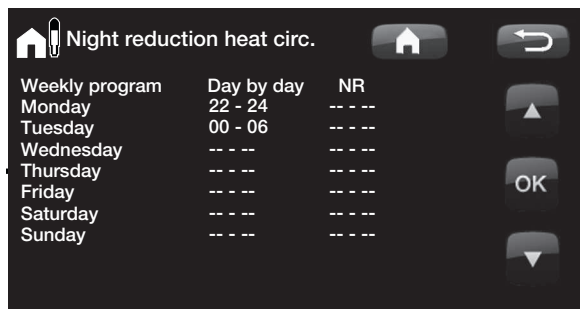 Night reduction heat circ.
Weekly program Day by day NR
Monday 22 - 24 -- - --
Tuesday 00 - 06 -- - --
Wednesday -- - -- -- - --
Thursday -- - -- -- - --
Friday -- - -- -- - --
Saturday -- - -- -- - --
Sunday -- - -- -- - --
OK